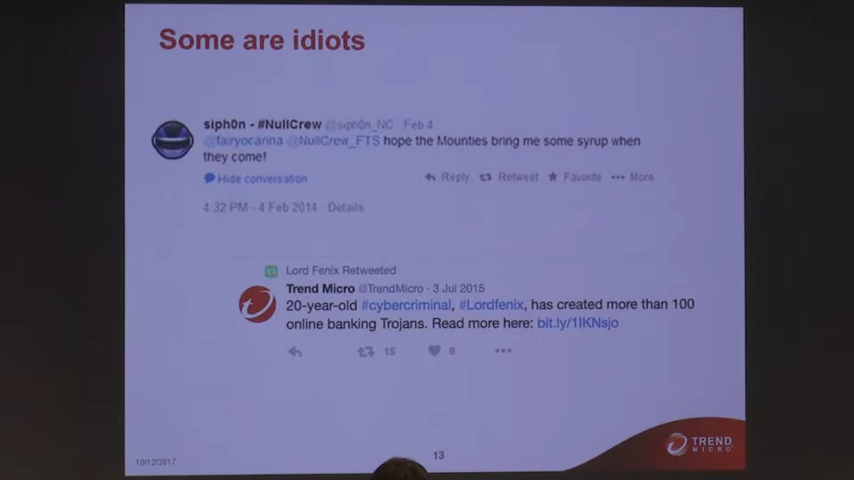 Some are idiots
siph0n - #NullCrew @siph0n_NC Feb 4
@fairyocarina @NullCrew_FTS hope the Mounties bring me some syrup when
they come!
Hide conversation
Reply Retweet Favorite More
4:32 PM - 4 Feb 2014 · Details
Lord Fenix Retweeted
Trend Micro @TrendMicro · 3 Jul 2015
20-year-old #cybercriminal, #Lordfenix, has created more than 100
online banking Trojans. Read more here: bit.ly/1IKNsjo
15 6
10/12/2017
13
TREND
MICRO